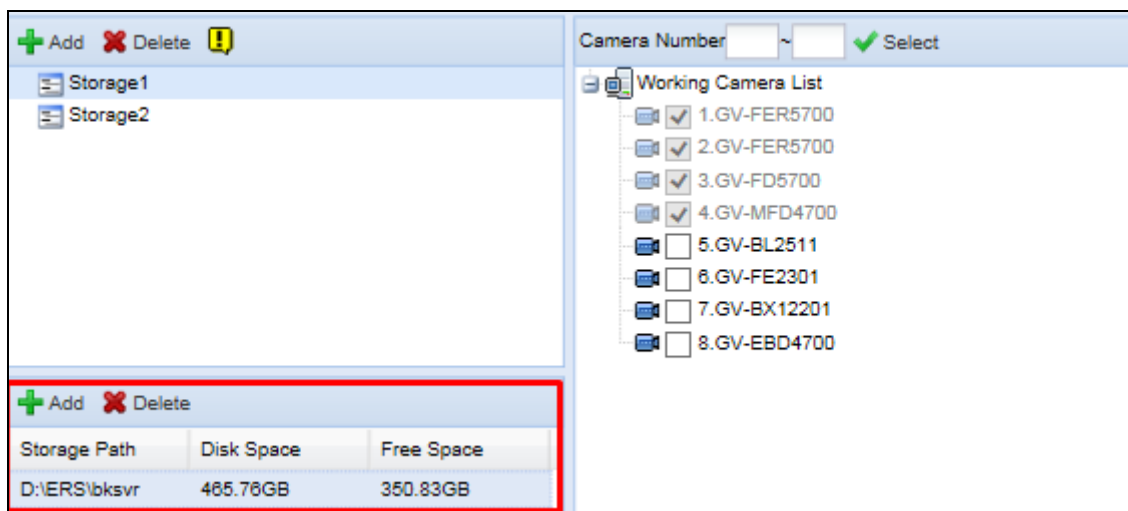 Add Delete
Storage1
Storage2
Camera Number ~ Select
Working Camera List
1.GV-FER5700
2.GV-FER5700
3.GV-FD5700
4.GV-MFD4700
5.GV-BL2511
6.GV-FE2301
7.GV-BX12201
8.GV-EBD4700
Add Delete
Storage Path Disk Space Free Space
D:\ERS\bksvr 465.76GB 350.83GB